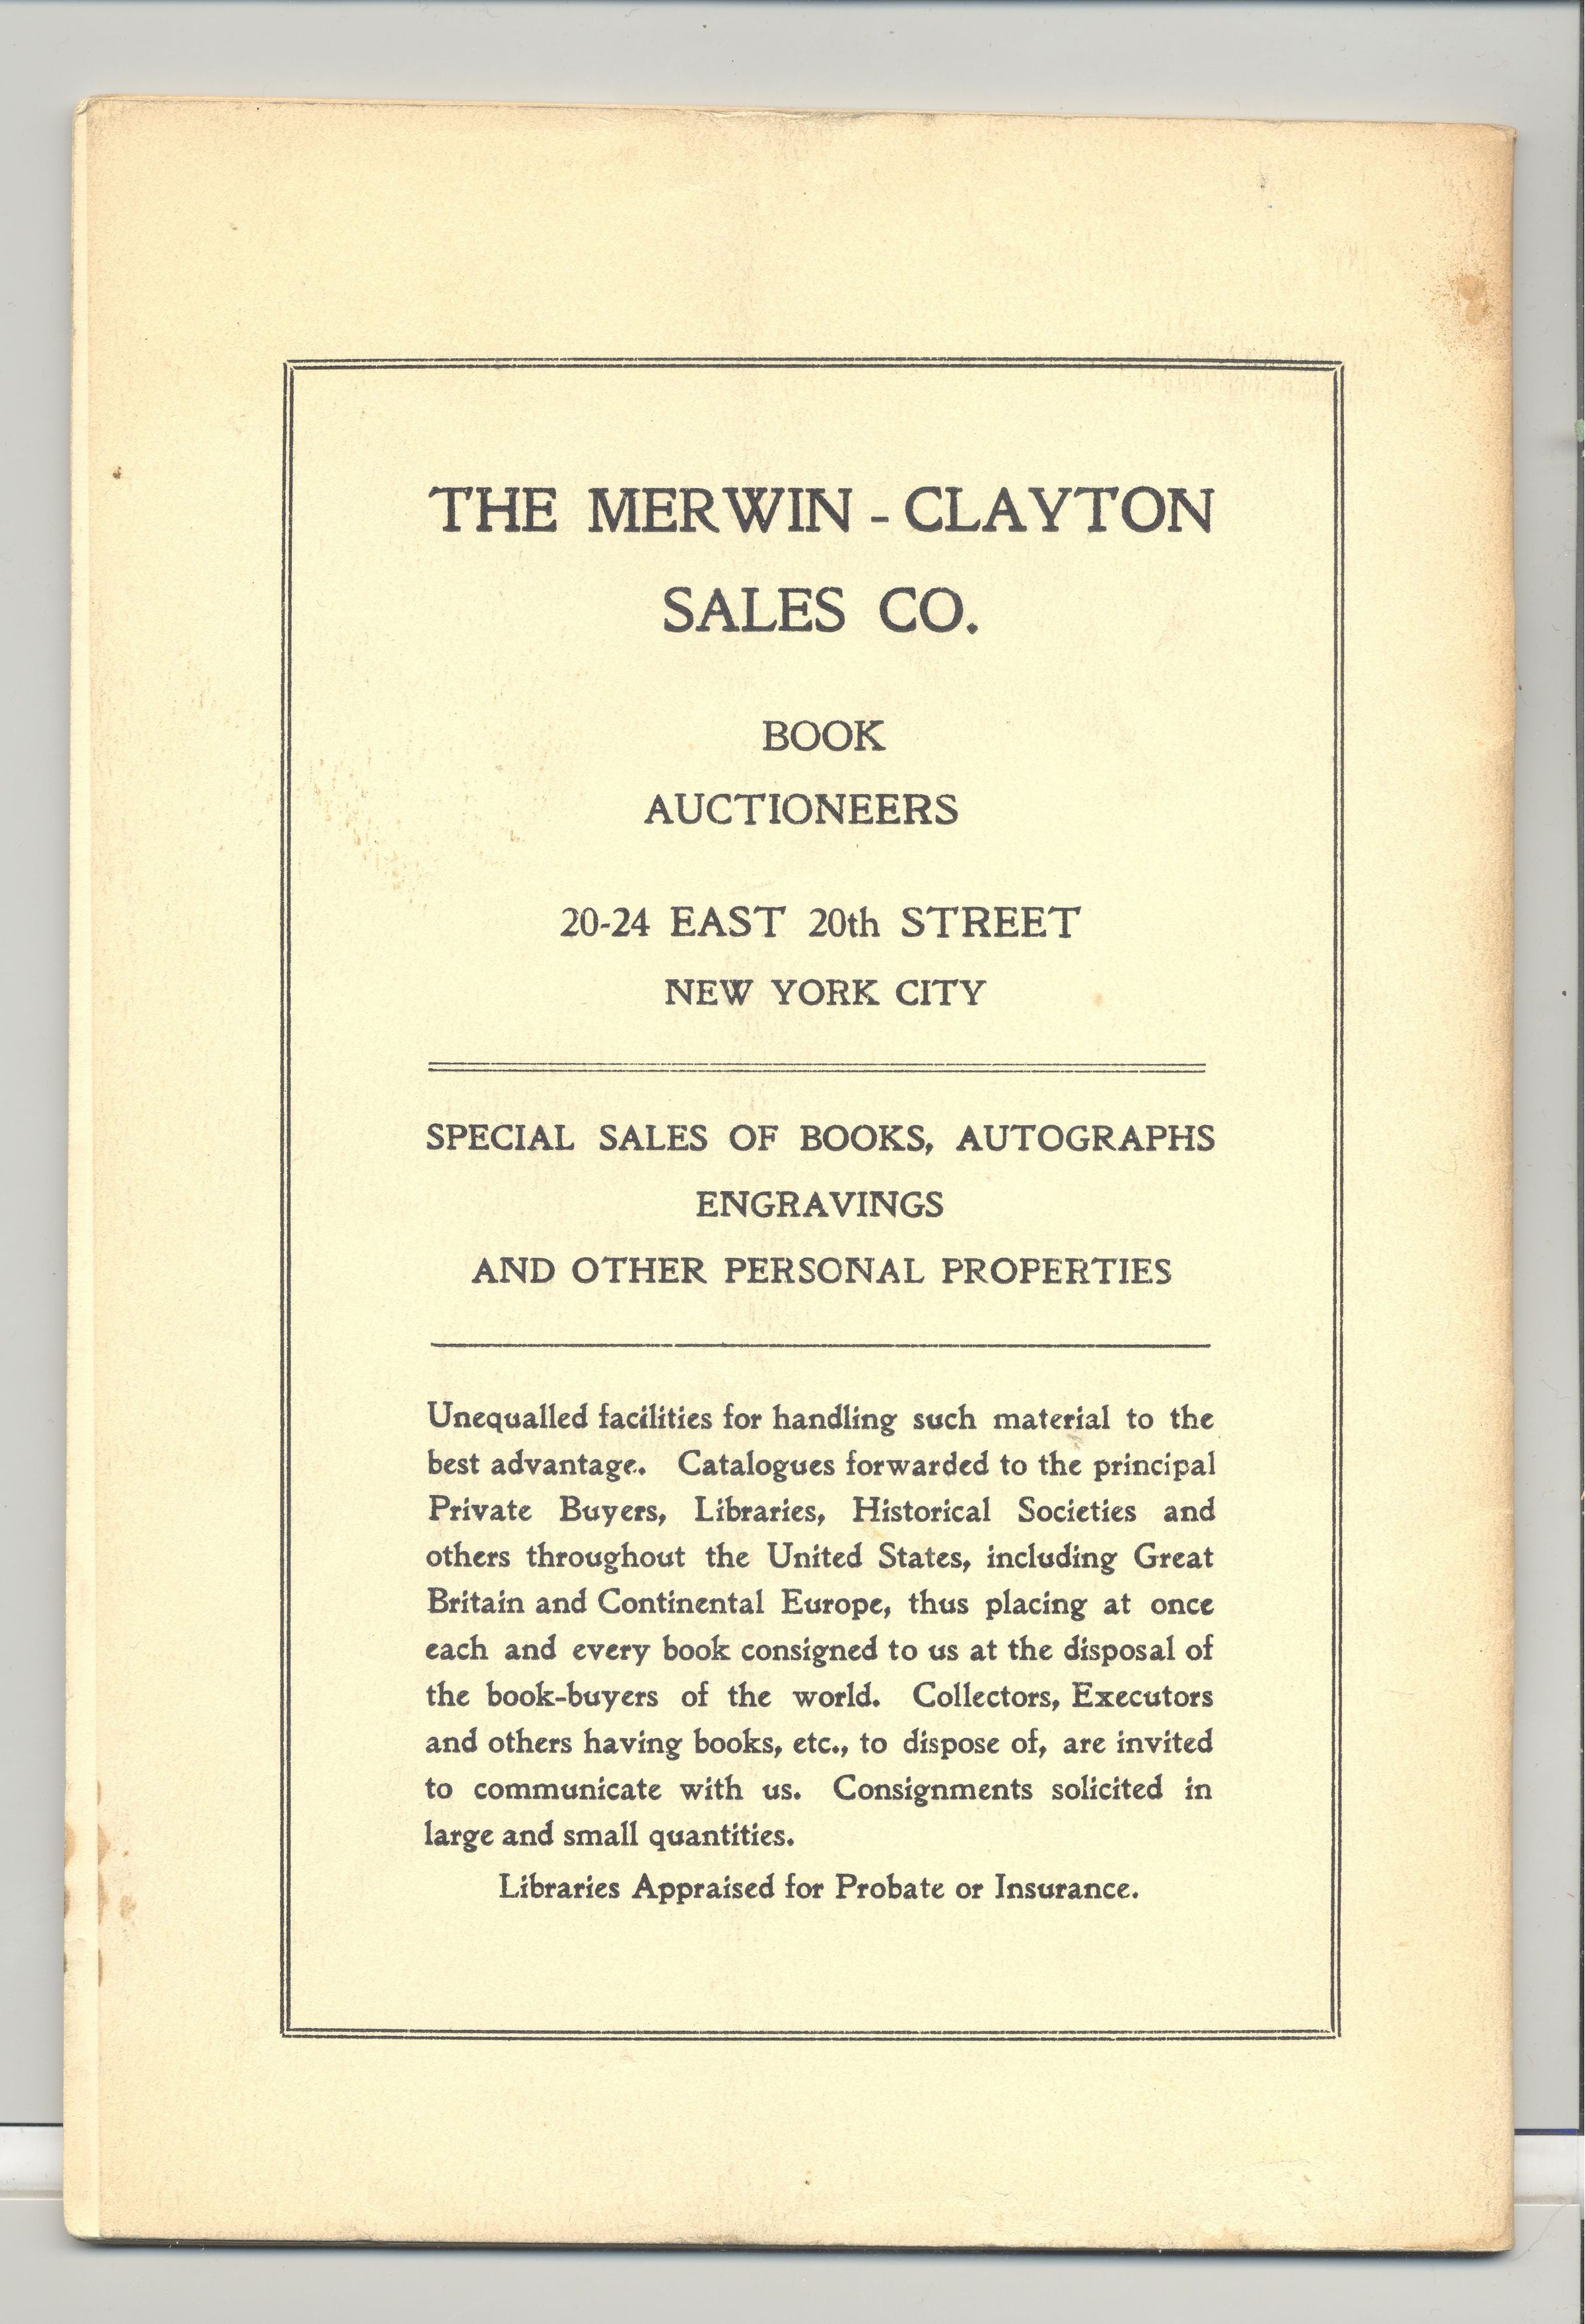 THE MERWIN - CLAYTON
SALES CO.
BOOK
AUCTIONEERS
20-24 EAST 20th STREET
NEW YORK CITY
SPECIAL SALES OF BOOKS, AUTOGRAPHS
ENGRAVINGS
AND OTHER PERSONAL PROPERTIES
Unequalled facilities for handling such material to the
best advantage. Catalogues forwarded to the principal
Private Buyers, Libraries, Historical Societies and
others throughout the United States, including Great
Britain and Continental Europe, thus placing at once
each and every book consigned to us at the disposal of
the book-buyers of the world. Collectors, Executors
and others having books, etc., to dispose of, are invited
to communicate with us. Consignments solicited in
large and small quantities.
Libraries Appraised for Probate or Insurance.